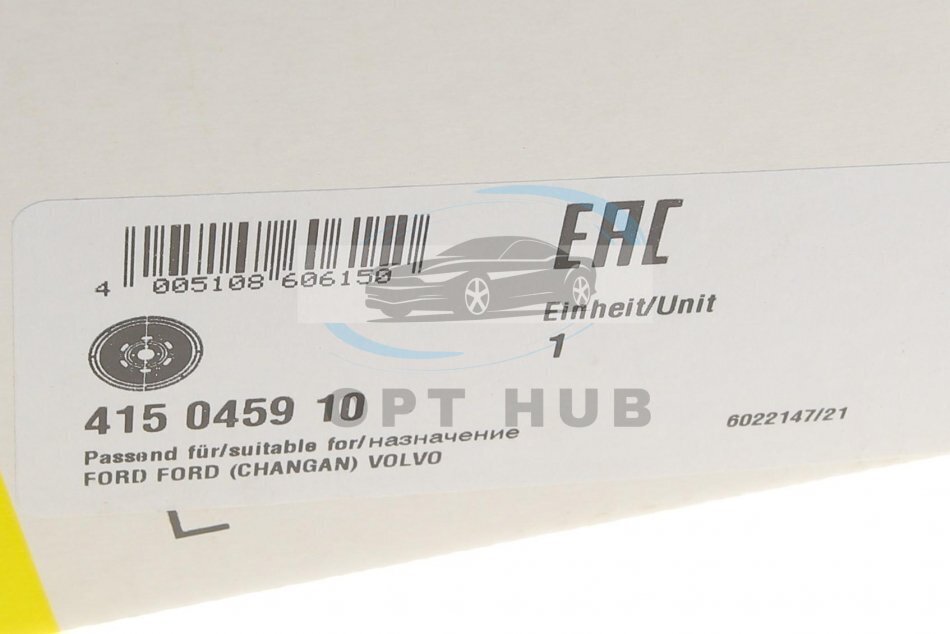 EAC
4 005108 606150
Einheit/Unit
1
OPT HUB
415 0459 10
6022147/21
Passend für/suitable for/назначение
FORD FORD (CHANGAN) VOLVO